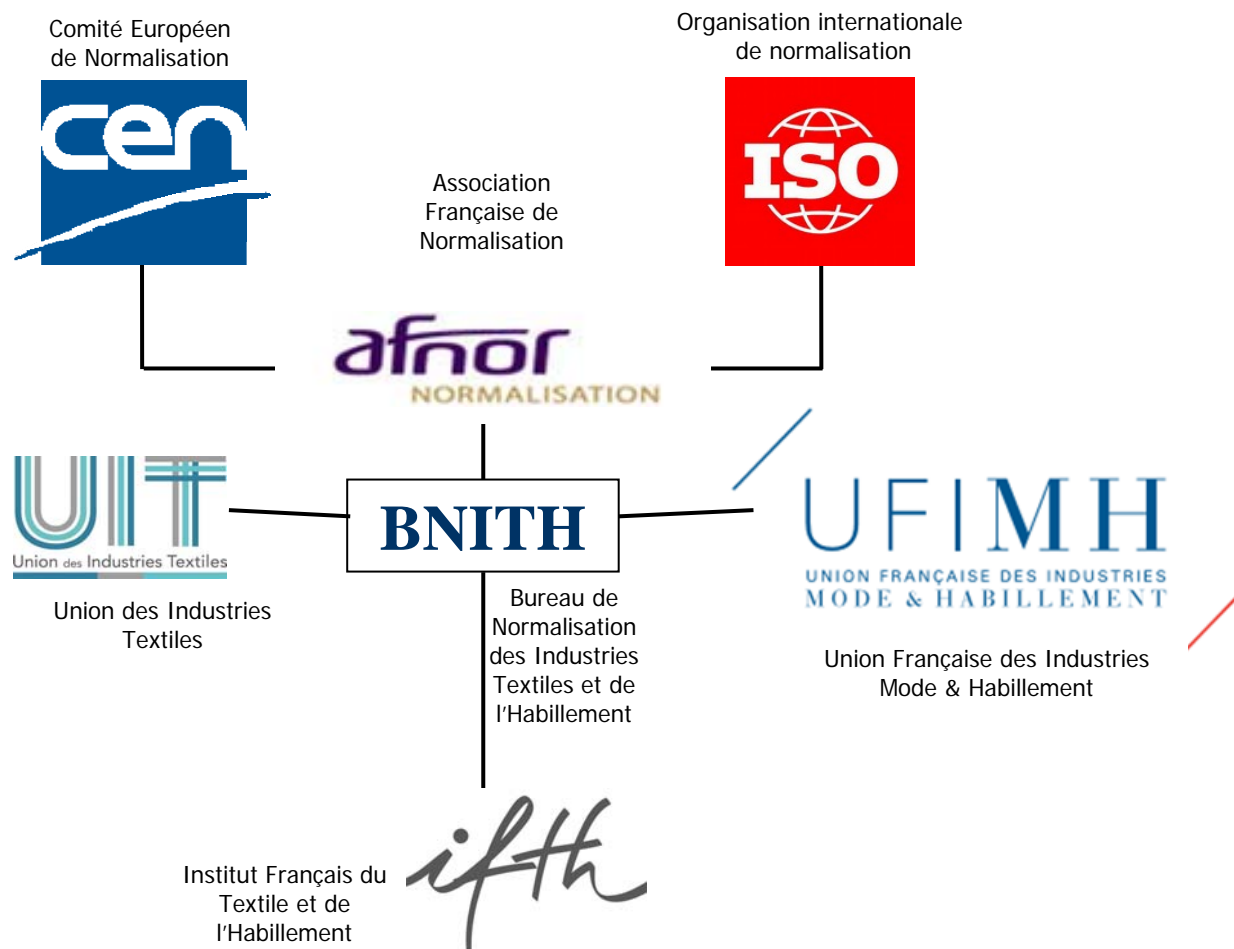 Comité Européen
de Normalisation
cen
Organisation internationale
de normalisation
ISO
Association
Française de
Normalisation
afnor
NORMALISATION
UIT
Union des Industries Textiles
Union des Industries
Textiles
BNITH
Bureau de
Normalisation
des Industries
Textiles et de
l'Habillement
UFIMH
UNION FRANÇAISE DES INDUSTRIES
MODE & HABILLEMENT
Union Française des Industries
Mode & Habillement
ifth
Institut Français du
Textile et de
l'Habillement